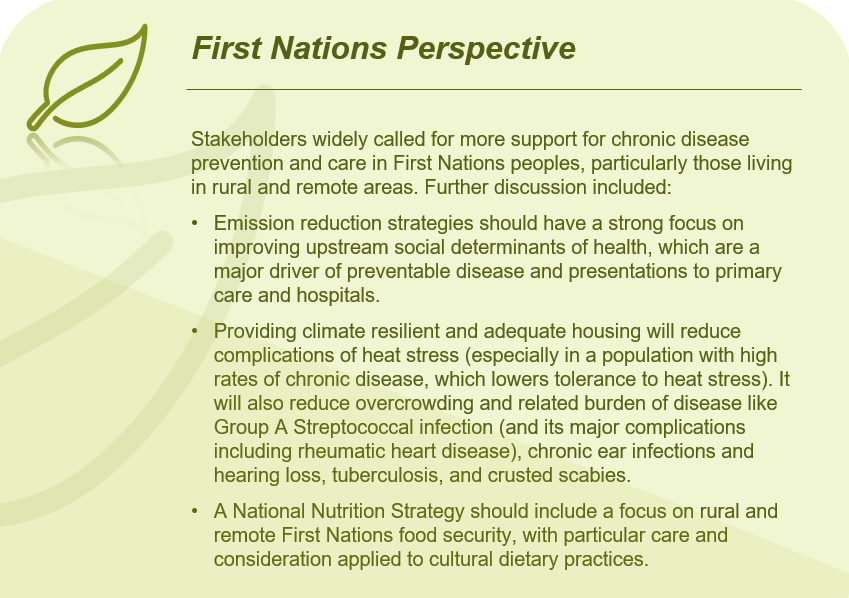 First Nations Perspective
Stakeholders widely called for more support for chronic disease
prevention and care in First Nations peoples, particularly those living
in rural and remote areas. Further discussion included:
• Emission reduction strategies should have a strong focus on
improving upstream social determinants of health, which are a
major driver of preventable disease and presentations to primary
care and hospitals.
• Providing climate resilient and adequate housing will reduce
complications of heat stress (especially in a population with high
rates of chronic disease, which lowers tolerance to heat stress). It
will also reduce overcrowding and related burden of disease like
Group A Streptococcal infection (and its major complications
including rheumatic heart disease), chronic ear infections and
hearing loss, tuberculosis, and crusted scabies.
• A National Nutrition Strategy should include a focus on rural and
remote First Nations food security, with particular care and
consideration applied to cultural dietary practices.